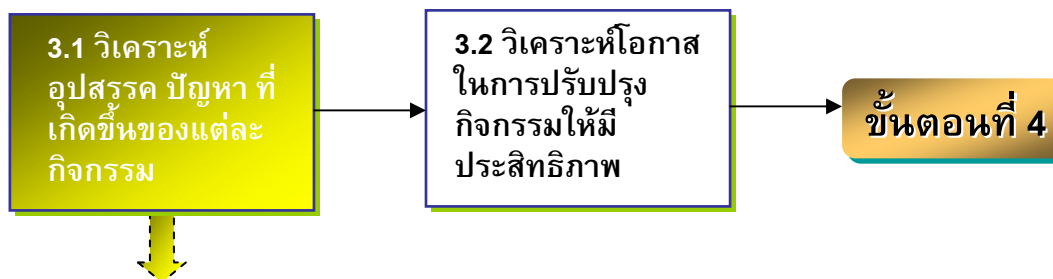 3.1 วิเคราะห์
อุปสรรค ปัญหา ที่
เกิดขึ้นของแต่ละ
กิจกรรม
3.2 วิเคราะห์โอกาส
ในการปรับปรุง
กิจกรรมให้มี
ประสิทธิภาพ
ขั้นตอนที่ 4